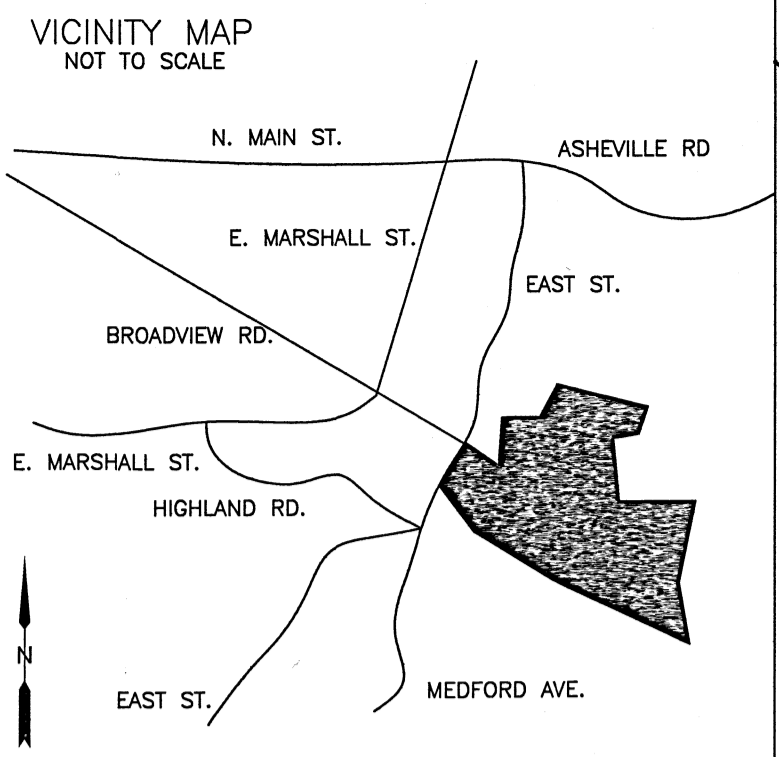 VICINITY MAP
NOT TO SCALE
N. MAIN ST.
ASHEVILLE RD
E. MARSHALL ST.
EAST ST.
BROADVIEW RD.
E. MARSHALL ST.
HIGHLAND RD.
N
EAST ST.
MEDFORD AVE.